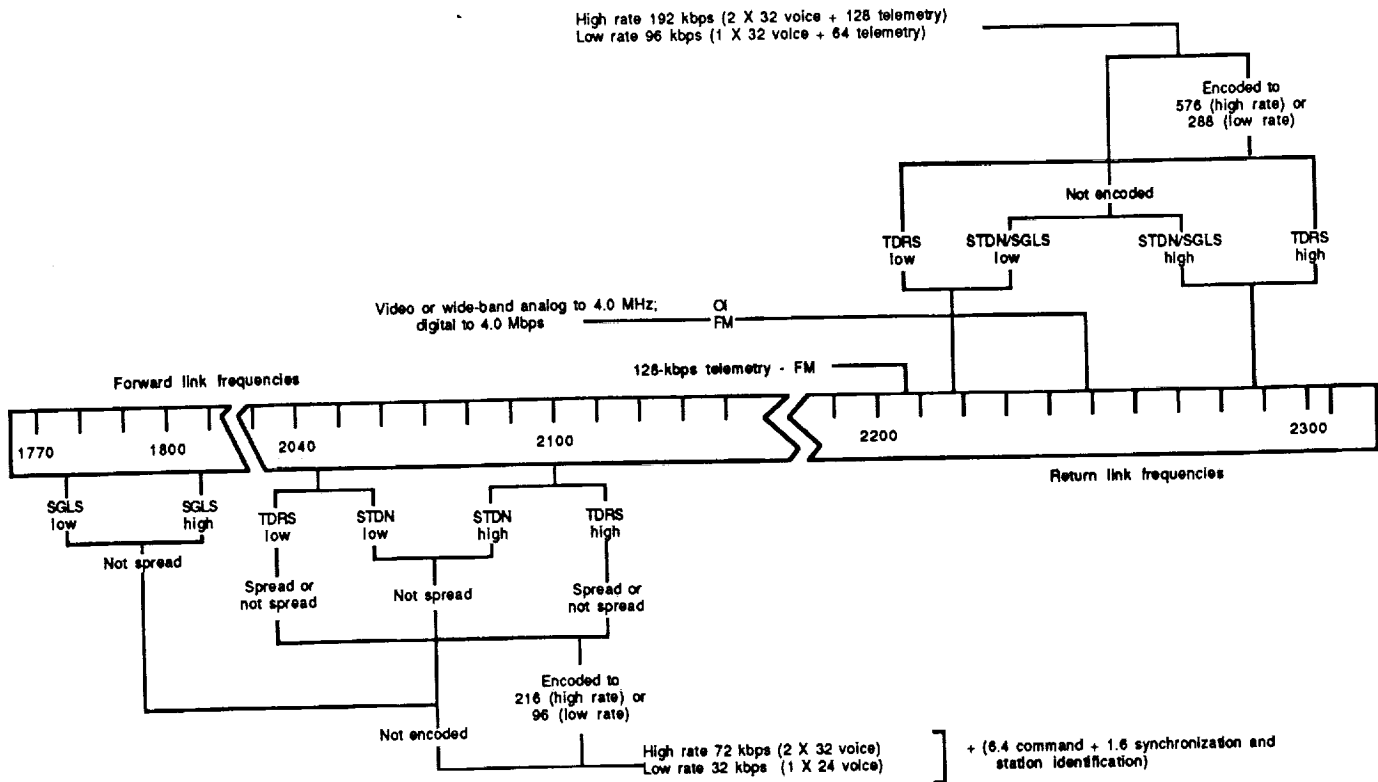 High rate 192 kbps (2 X 32 voice + 128 telemetry)
Low rate 96 kbps (1 X 32 voice + 64 telemetry)
Encoded to
576 (high rate) or
288 (low rate)
Not encoded
TDRS
low
STDN/SGLS
low
STDN/SGLS
high
TDRS
high
Video or wide-band analog to 4.0 MHz;
digital to 4.0 Mbps
OI
FM
128-kbps telemetry - FM
Forward link frequencies
1770
1800
2040
2100
2200
2300
Return link frequencies
SGLS
low
SGLS
high
TDRS
low
STDN
low
STDN
high
TDRS
high
Not spread
Spread or
not spread
Not spread
Spread or
not spread
Encoded to
216 (high rate) or
96 (low rate)
Not encoded
High rate 72 kbps (2 X 32 voice)
Low rate 32 kbps (1 X 24 voice)
+ (6.4 command + 1.6 synchronization and
station identification)